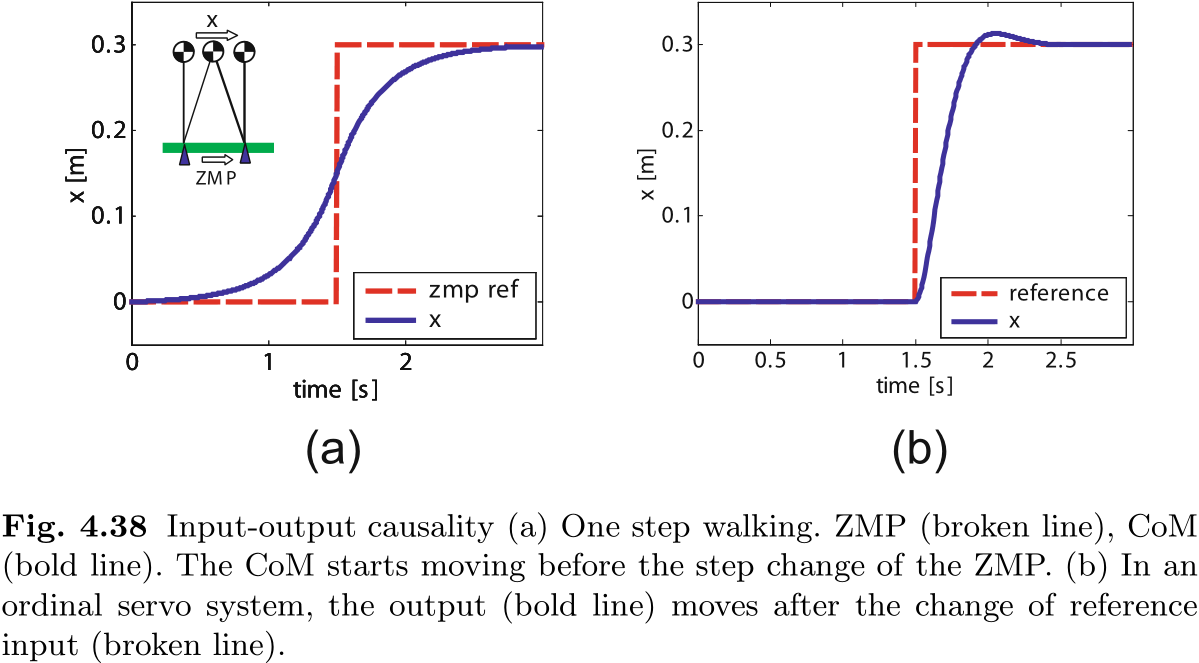 x
ZMP
0.3
0.2
0.1
0
x [m]
zmp ref
x
0
1
2
time [s]
(a)
0.3
0.2
0.1
0
x [m]
reference
x
0
0.5
1
1.5
2
2.5
time [s]
(b)
Fig. 4.38 Input-output causality (a) One step walking. ZMP (broken line), CoM
(bold line). The CoM starts moving before the step change of the ZMP. (b) In an
ordinal servo system, the output (bold line) moves after the change of reference
input (broken line).